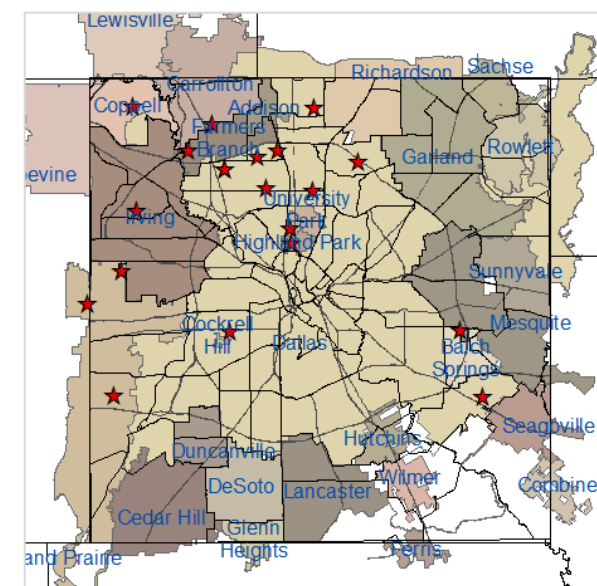 Lewisville
Carrollton
Richardson
Sachse
Coppell
Addison
Farmers
Branch
Garland
Rowlett
evine
Irving
University
Park
Highland Park
Sunnyvale
Cockrell
Hill
Dallas
Mesquite
Balch
Springs
Seagoville
Hutchins
Duncanville
DeSoto
Lancaster
Wilmer
Combine
Cedar Hill
Glenn
Heights
Ferris
and Prairie